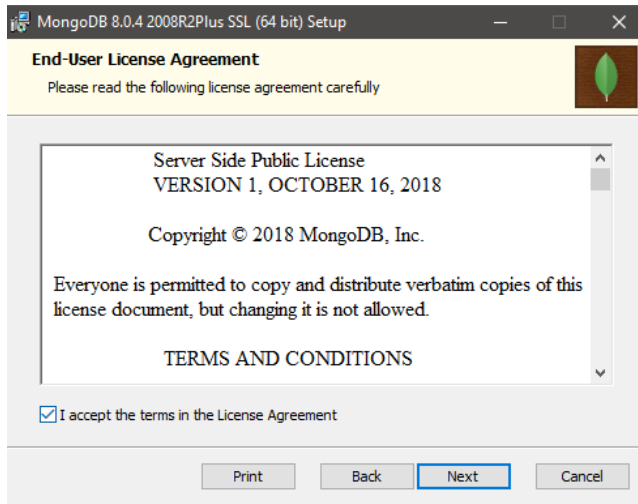 MongoDB 8.0.4 2008R2Plus SSL (64 bit) Setup
End-User License Agreement
Please read the following license agreement carefully
Server Side Public License
VERSION 1, OCTOBER 16, 2018
Copyright © 2018 MongoDB, Inc.
Everyone is permitted to copy and distribute verbatim copies of this
license document, but changing it is not allowed.
TERMS AND CONDITIONS
I accept the terms in the License Agreement
Print Back Next Cancel